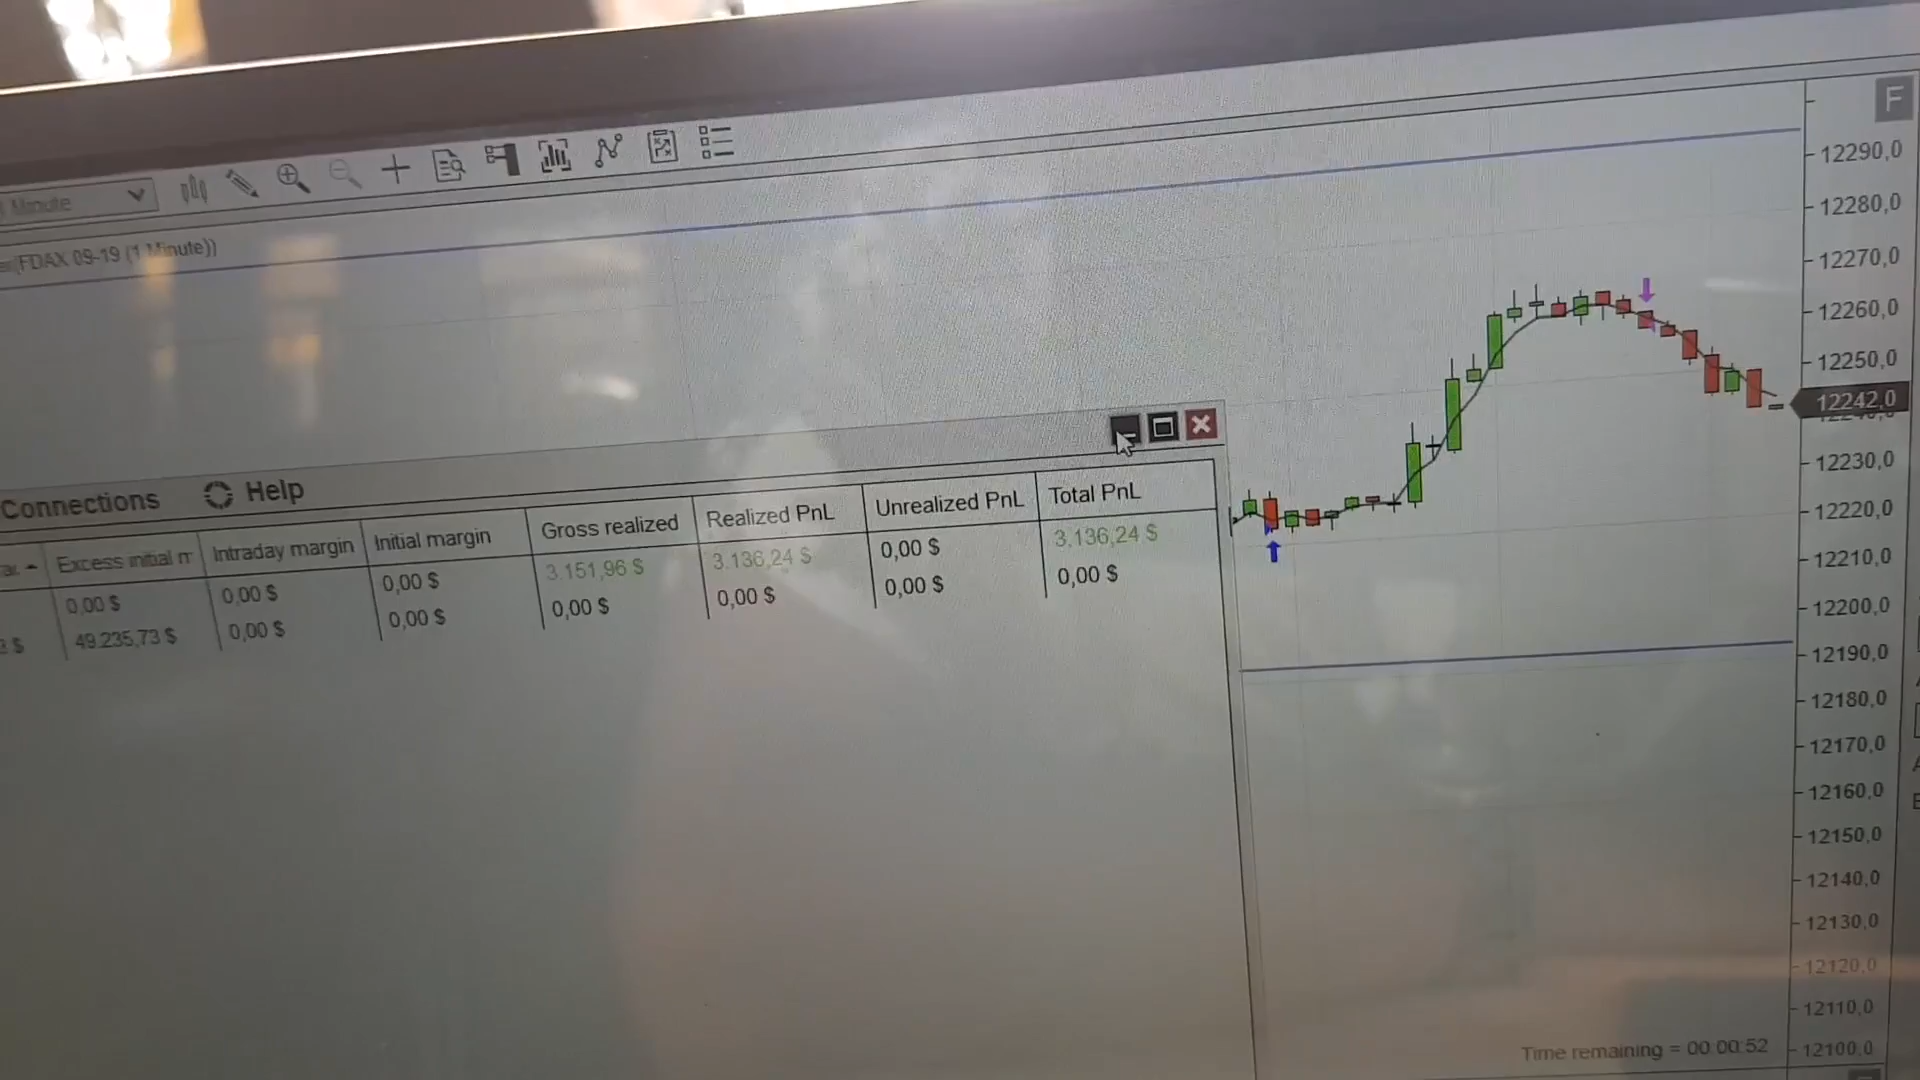 F
Minute
(FDAX 09-19 (1 Minute))
12290,0
12280,0
12270,0
12260,0
12250,0
12242,0
12230,0
12220,0
12210,0
12200,0
12190,0
12180,0
12170,0
12160,0
12150,0
12140,0
12130,0
12120,0
12110,0
12100,0
Connections Help
Excess initial m Intraday margin Initial margin Gross realized Realized PnL Unrealized PnL Total PnL
0,00 $ 0,00 $ 0,00 $ 3.151,96 $ 3.136,24 $ 0,00 $ 3.136,24 $
$ 49.235,73 $ 0,00 $ 0,00 $ 0,00 $ 0,00 $ 0,00 $ 0,00 $
Time remaining = 00:00:52